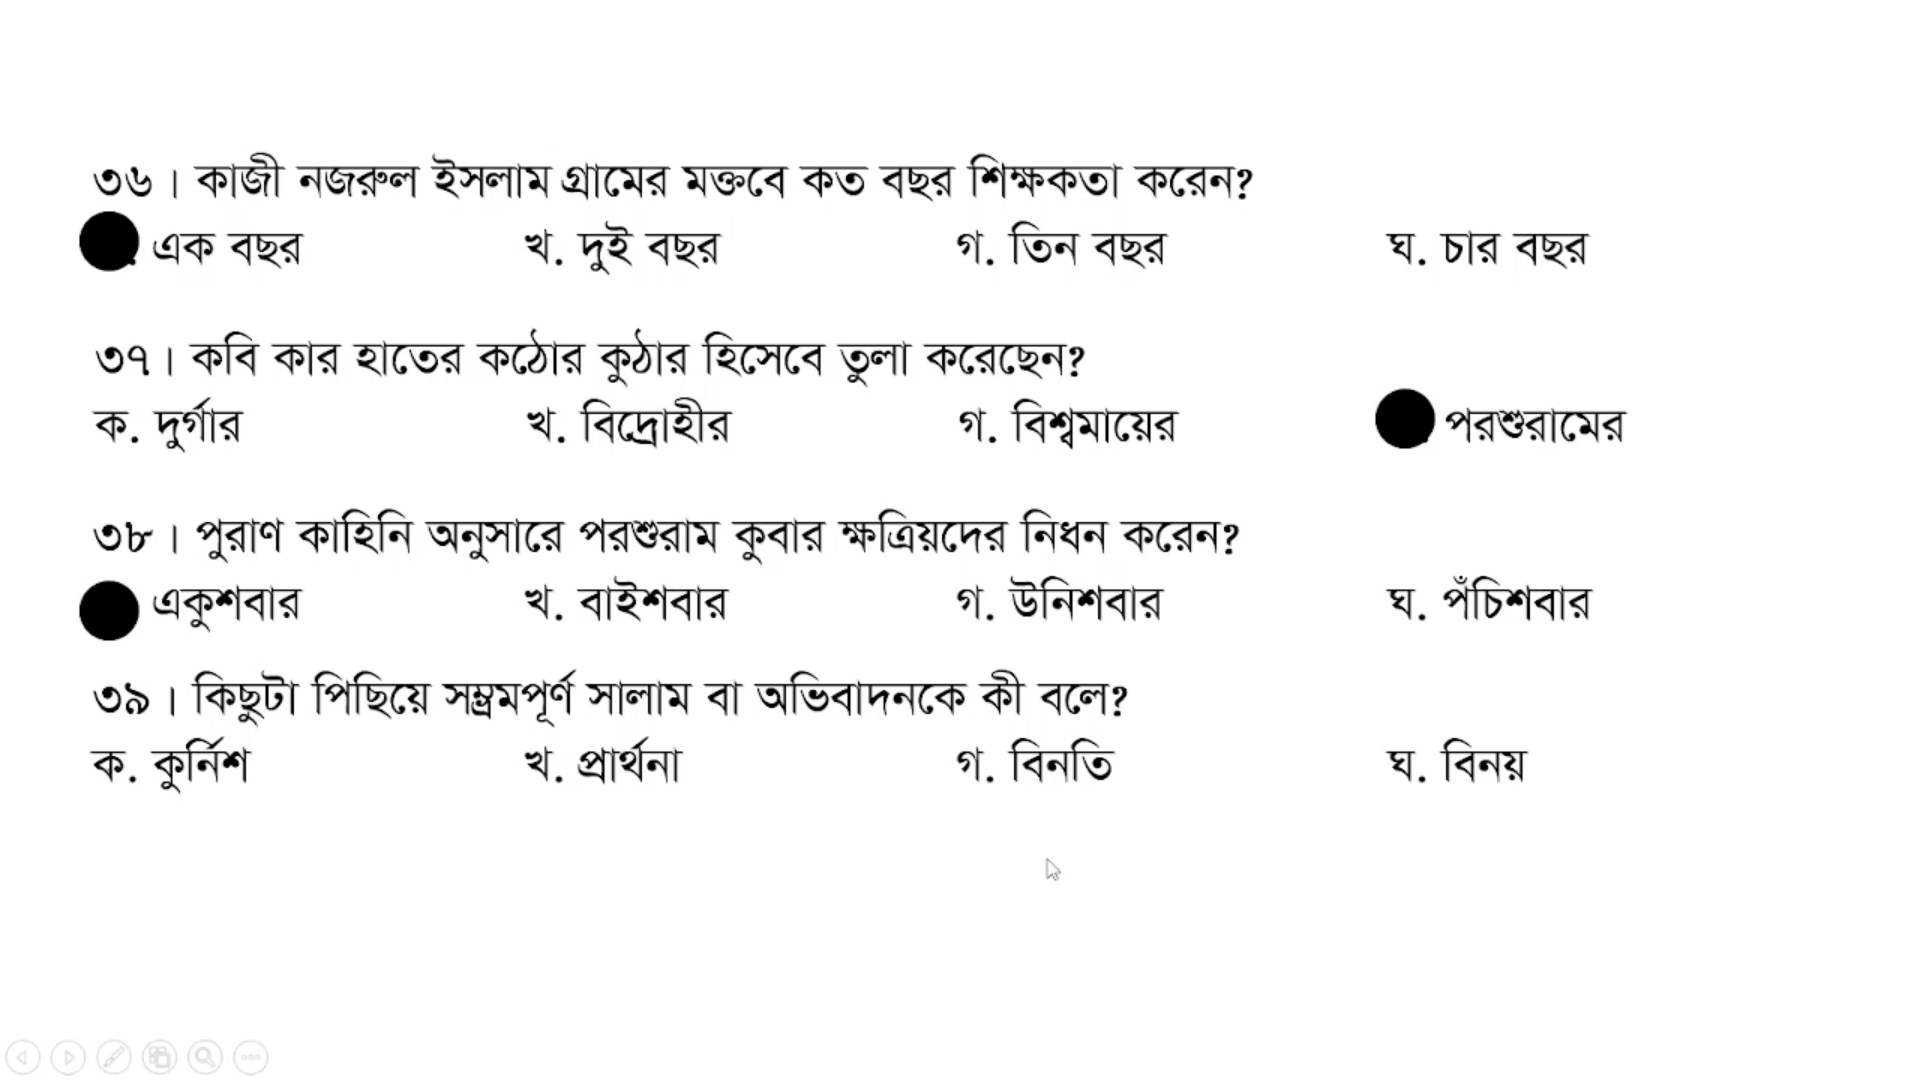 ৩৬। কাজী নজরুল ইসলাম গ্রামের মক্তবে কত বছর শিক্ষকতা করেন?
এক বছর খ. দুই বছর গ. তিন বছর ঘ. চার বছর
৩৭। কবি কার হাতের কঠোর কুঠার হিসেবে তুলা করেছেন?
ক. দুর্গার খ. বিদ্রোহীর গ. বিশ্বমায়ের পরশুরামের
৩৮। পুরাণ কাহিনি অনুসারে পরশুরাম কুবার ক্ষত্রিয়দের নিধন করেন?
একুশবার খ. বাইশবার গ. উনিশবার ঘ. পঁচিশবার
৩৯। কিছুটা পিছিয়ে সম্ভ্রমপূর্ণ সালাম বা অভিবাদনকে কী বলে?
ক. কুর্নিশ খ. প্রার্থনা গ. বিনতি ঘ. বিনয়